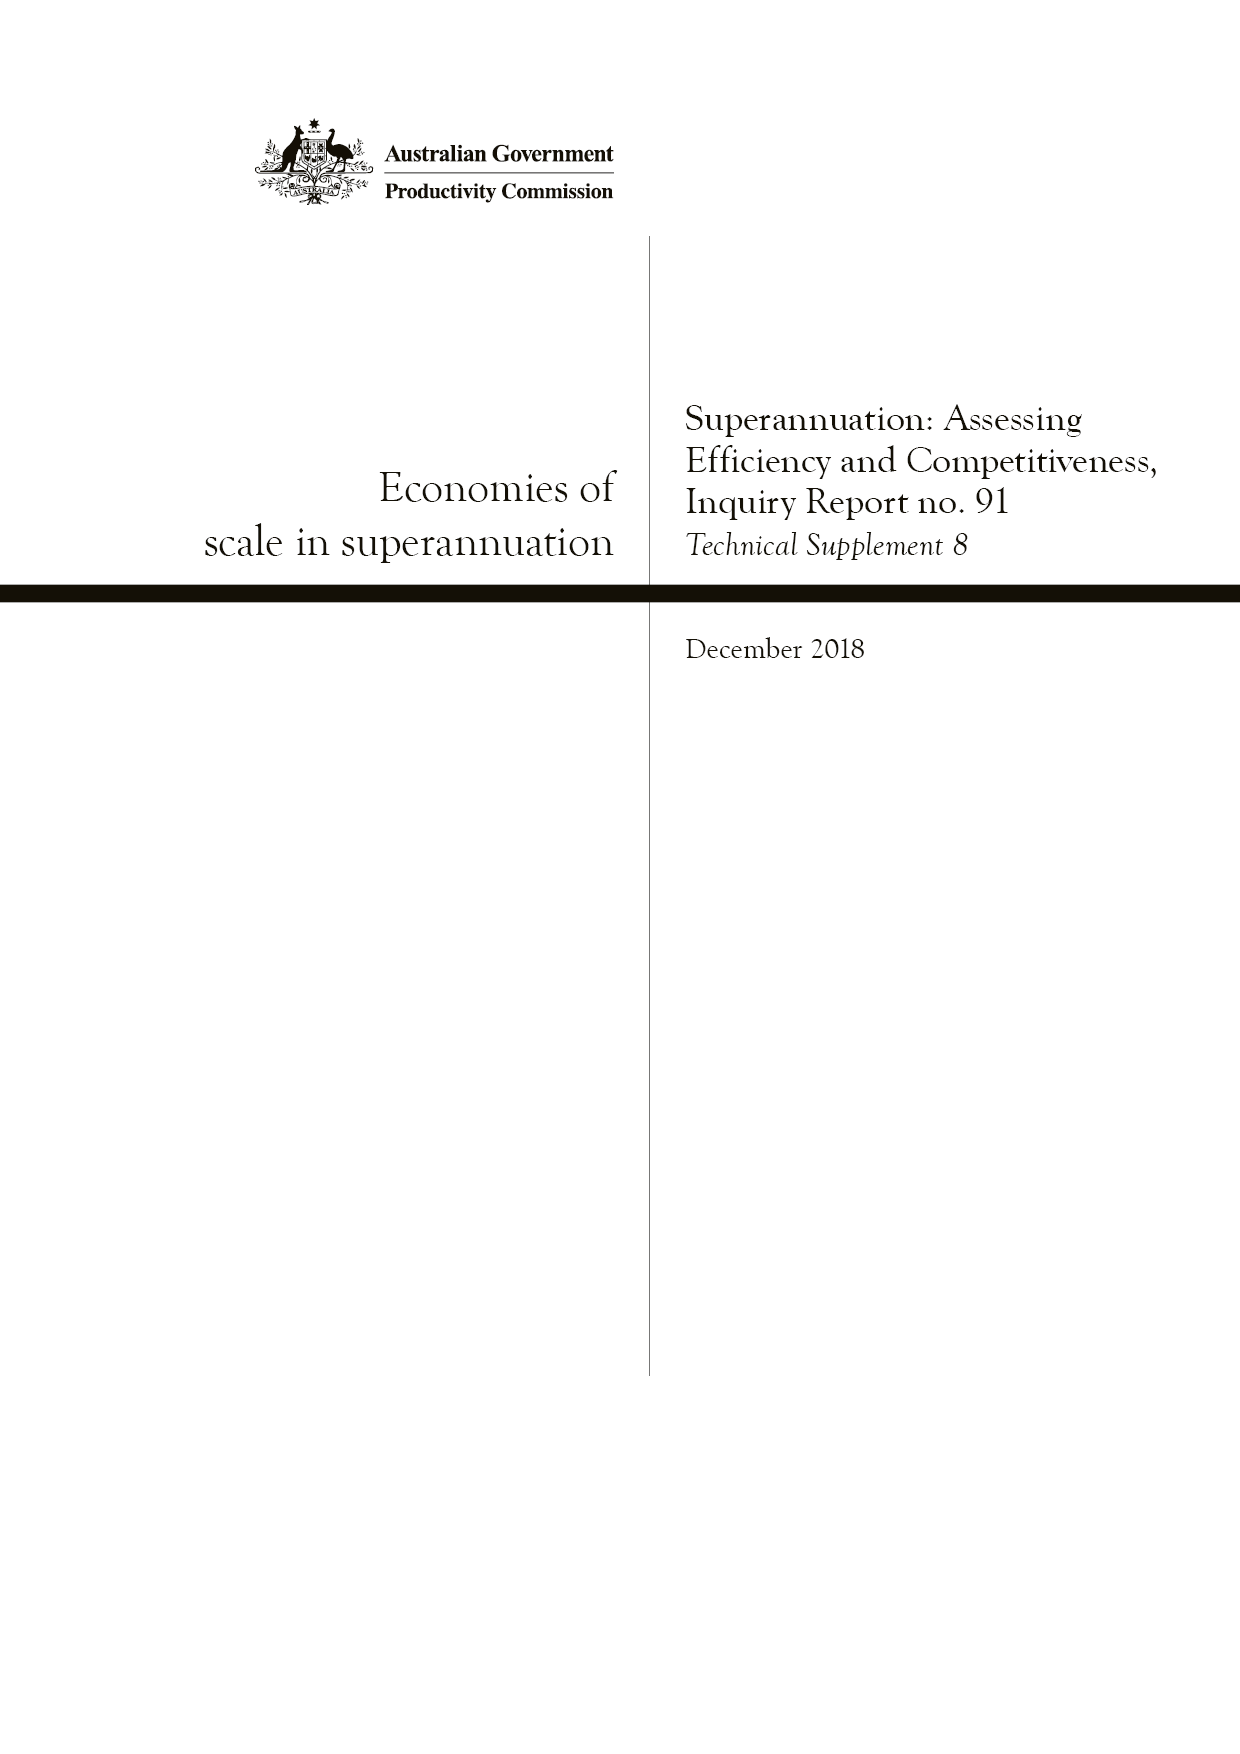 AUSTRALIA
Australian Government
Productivity Commission
Economies of
scale in superannuation
Superannuation: Assessing
Efficiency and Competitiveness,
Inquiry Report no. 91
Technical Supplement 8
December 2018